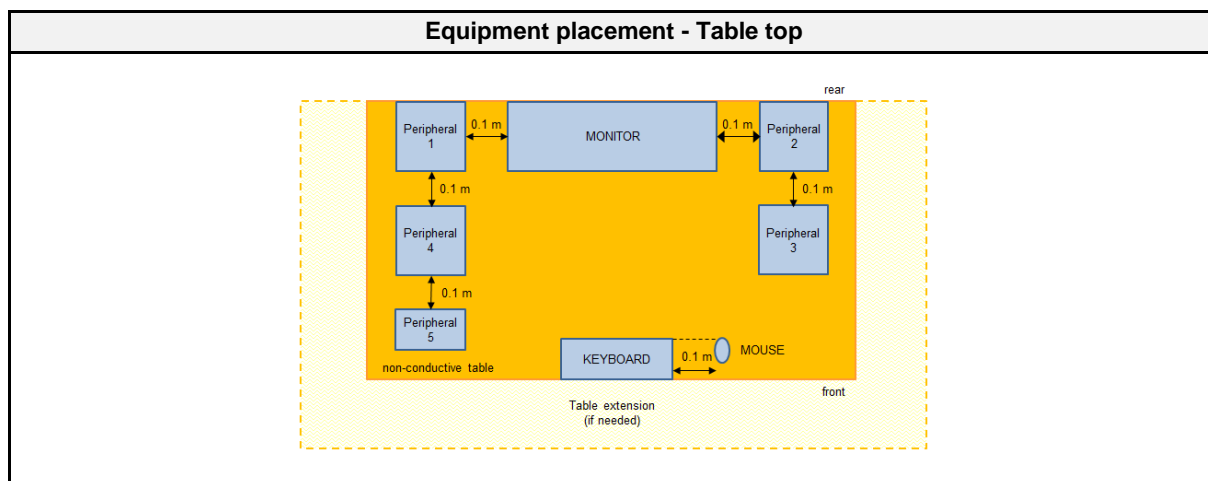 Equipment placement - Table top
rear
Peripheral
1
0.1 m
MONITOR
0.1 m
Peripheral
2
0.1 m
0.1 m
Peripheral
4
Peripheral
3
0.1 m
Peripheral
5
KEYBOARD
0.1 m
MOUSE
non-conductive table
front
Table extension
(if needed)